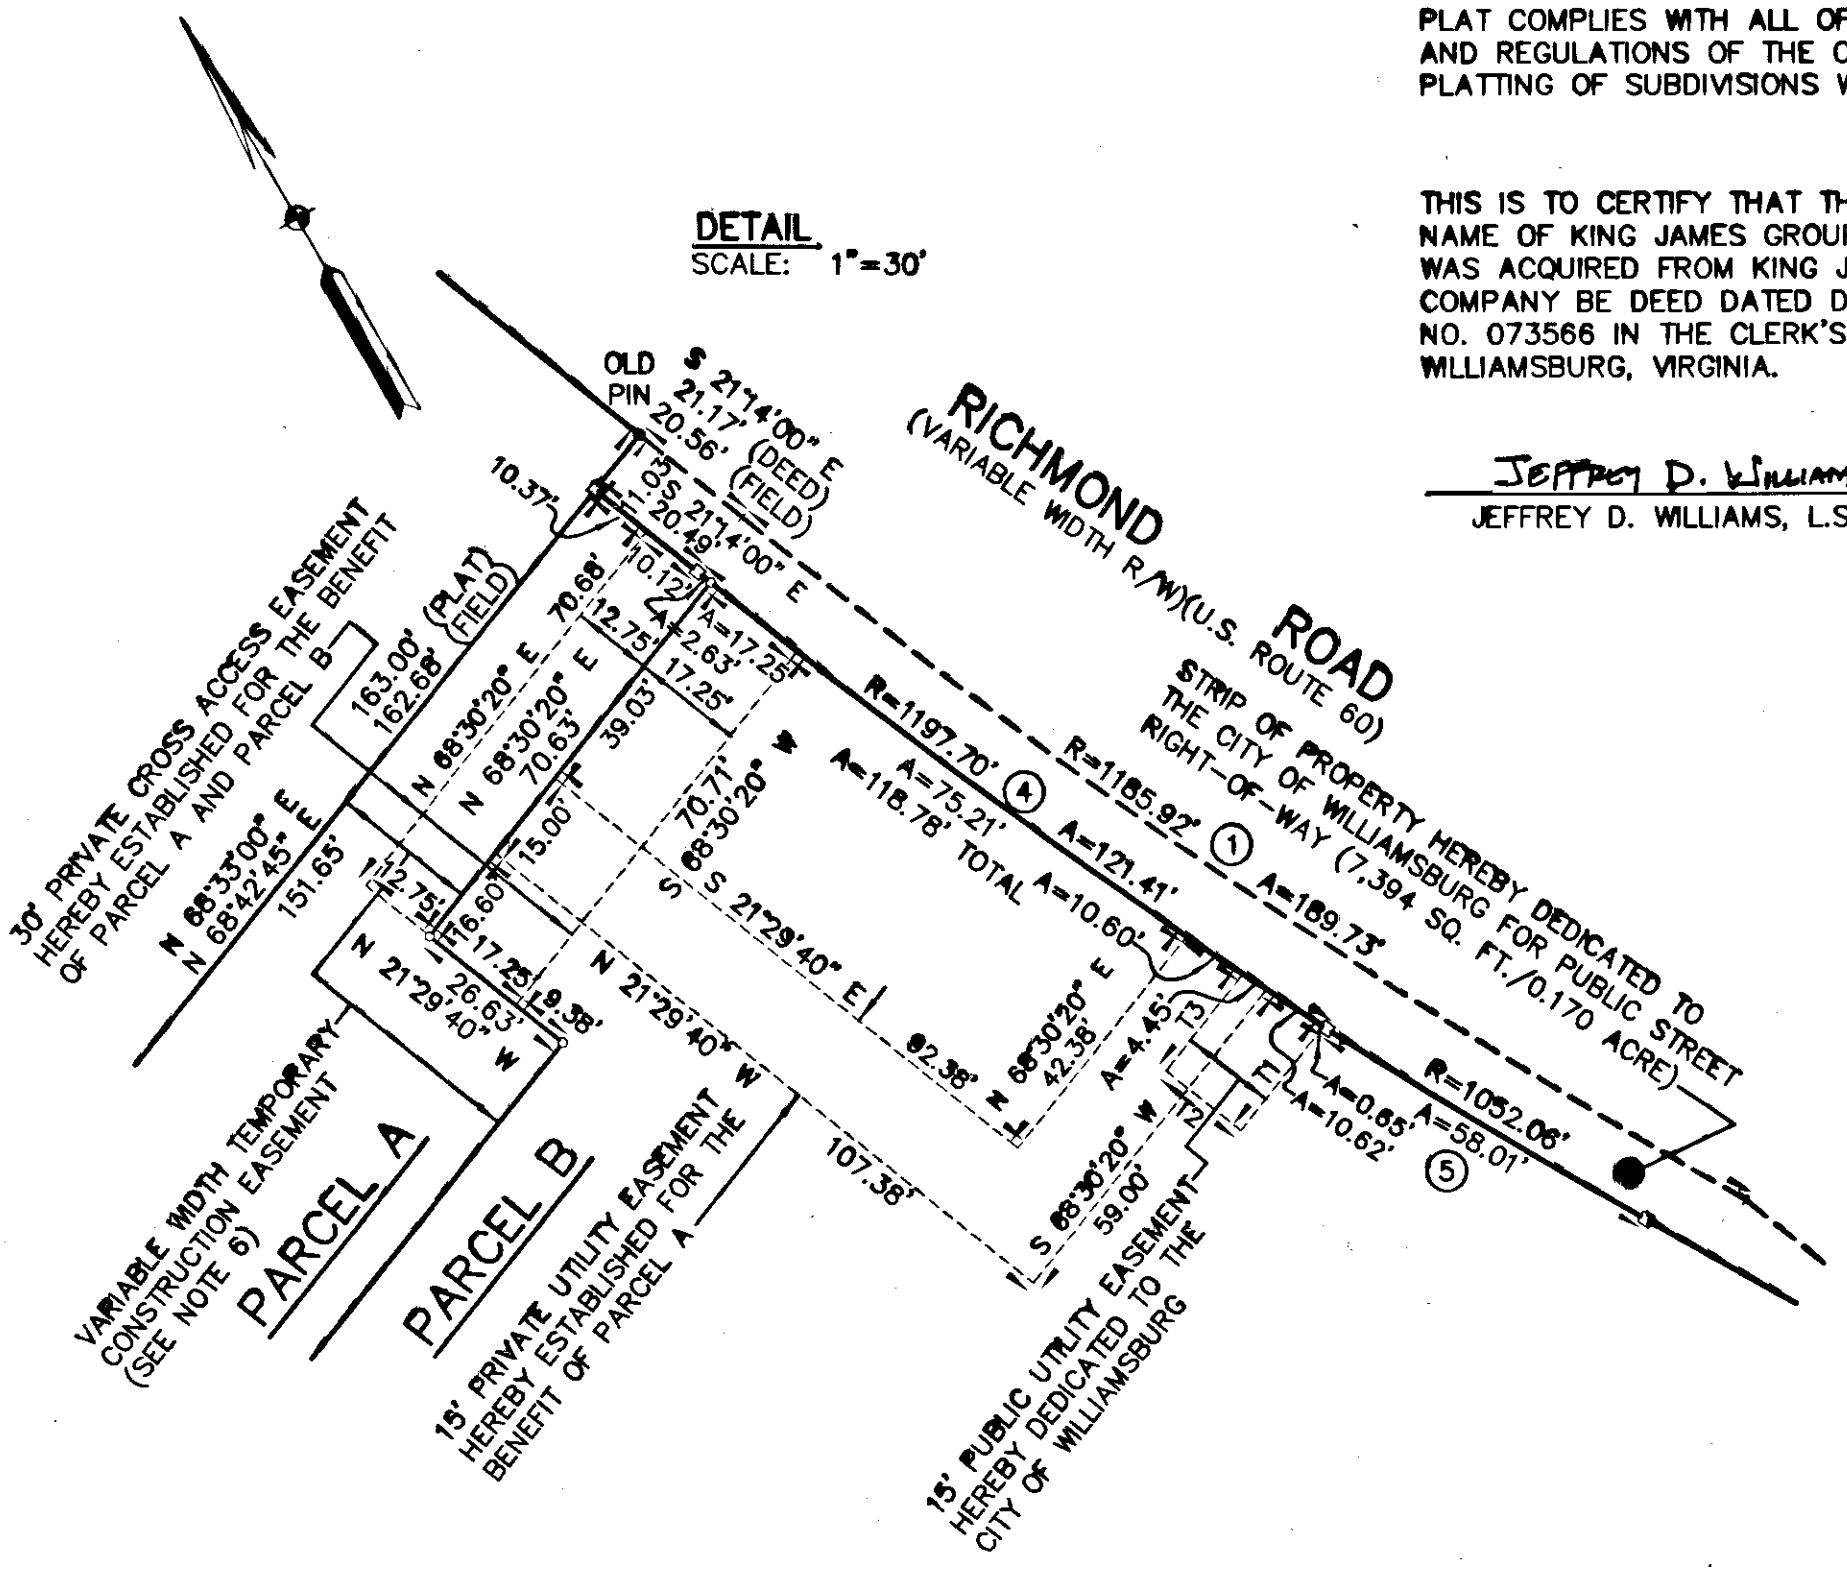 PLAT COMPLIES WITH ALL OF
AND REGULATIONS OF THE
PLATTING OF SUBDIVISIONS
THIS IS TO CERTIFY THAT
NAME OF KING JAMES
WAS ACQUIRED FROM KING
COMPANY BE DEED DATED
NO. 073566 IN THE CLERK'S
WILLIAMSBURG, VIRGINIA.
JEFFREY D.
JEFFREY D. WILLIAMS, L.S
DETAIL
SCALE: 1"=30'
OLD
PIN
S 21°14'00" E
21.17' (DEED)
20.56' (FIELD)
RICHMOND ROAD
(VARIABLE WIDTH R/W)(U.S. ROUTE 60)
10.37'
S 21°14'00" E
20.49'
10.12'
A=2.63'
A=17.25'
12.75'
17.25'
70.68'
N 68°30'20" E
N 68°30'20" E
70.63'
39.03'
15.00'
16.60'
163.00' (PLAT)
162.68' (FIELD)
30' PRIVATE CROSS ACCESS EASEMENT
HEREBY ESTABLISHED FOR THE BENEFIT
OF PARCEL A AND PARCEL B
N 68°33'00" E
N 68°42'45" E
151.65'
12.75'
17.25'
9.38'
26.63'
N 21°29'40" W
70.71'
S 68°30'20" W
R=1197.70'
4
A=75.21'
A=118.78' TOTAL
A=121.41'
R=1185.92'
1
A=189.73'
STRIP OF PROPERTY HEREBY DEDICATED TO
THE CITY OF WILLIAMSBURG FOR PUBLIC STREET
RIGHT-OF-WAY (7,394 SQ. FT./0.170 ACRE)
A=10.60'
S 21°29'40" E
92.38'
N 68°30'20" E
42.38'
A=4.45'
T3
T1
T2
A=0.65'
A=10.62'
R=1052.06'
A=58.01'
5
N 21°29'40" W
107.38'
S 68°30'20" W
59.00'
VARIABLE WIDTH TEMPORARY
CONSTRUCTION EASEMENT
(SEE NOTE 6)
PARCEL A
PARCEL B
15' PRIVATE UTILITY EASEMENT
HEREBY ESTABLISHED FOR THE
BENEFIT OF PARCEL A
15' PUBLIC UTILITY EASEMENT
HEREBY DEDICATED TO THE
CITY OF WILLIAMSBURG